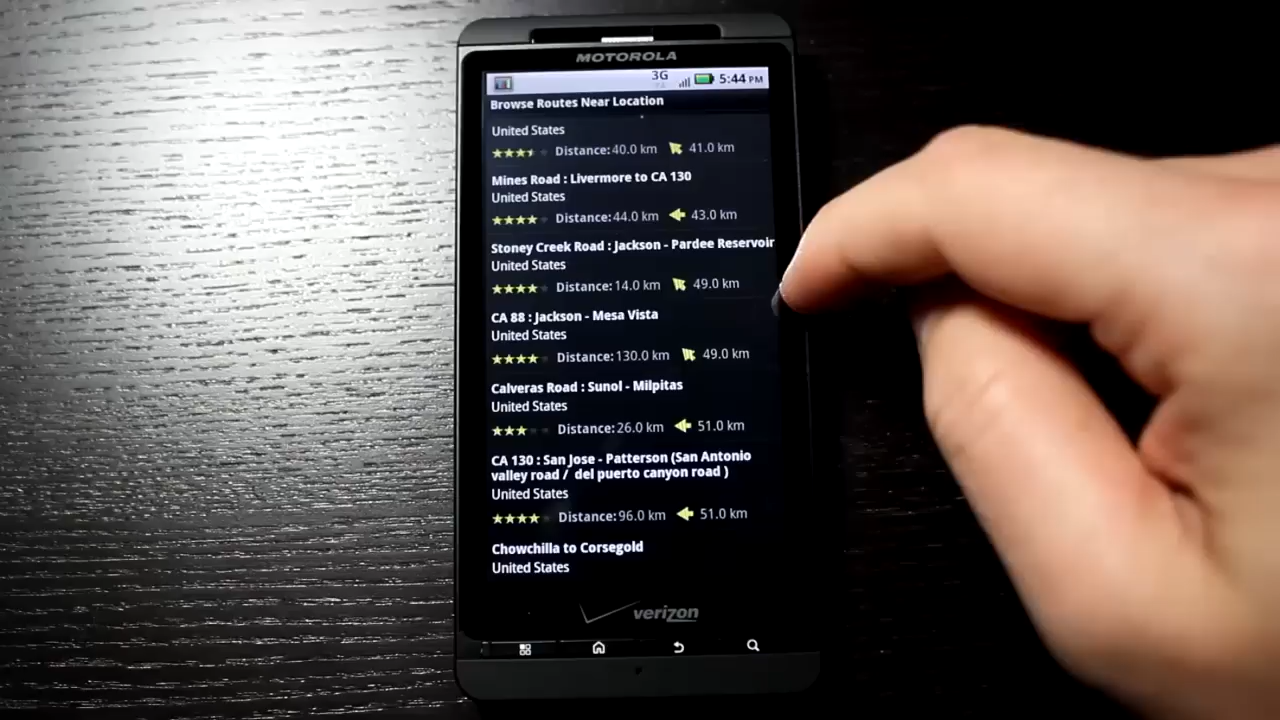 MOTOROLA
3G 5:44 PM
Browse Routes Near Location
United States
Distance: 40.0 km 41.0 km
Mines Road : Livermore to CA 130
United States
Distance: 44.0 km 43.0 km
Stoney Creek Road : Jackson - Pardee Reservoir
United States
Distance: 14.0 km 49.0 km
CA 88 : Jackson - Mesa Vista
United States
Distance: 130.0 km 49.0 km
Calveras Road : Sunol - Milpitas
United States
Distance: 26.0 km 51.0 km
CA 130 : San Jose - Patterson (San Antonio
valley road / del puerto canyon road )
United States
Distance: 96.0 km 51.0 km
Chowchilla to Corsegold
United States
verizon